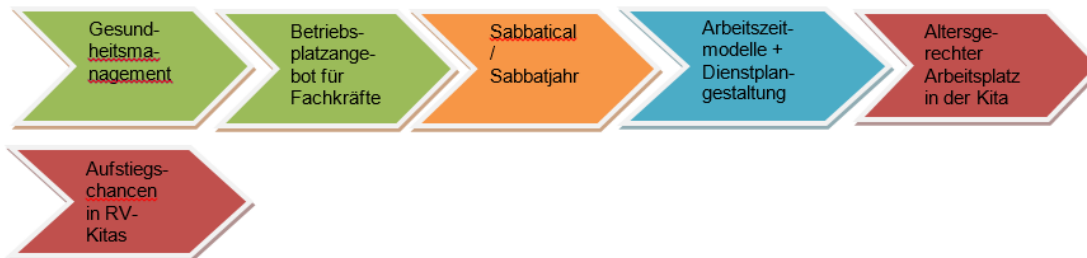 Gesund-
heitsma-
nagement
Betriebs-
platzange-
bot für
Fachkräfte
Sabbatical
/
Sabbatjahr
Arbeitszeit
modelle +
Dienstplan-
gestaltung
Altersge-
rechter
Arbeitsplatz
in der Kita
Aufstiegs-
chancen
in RV-
Kitas